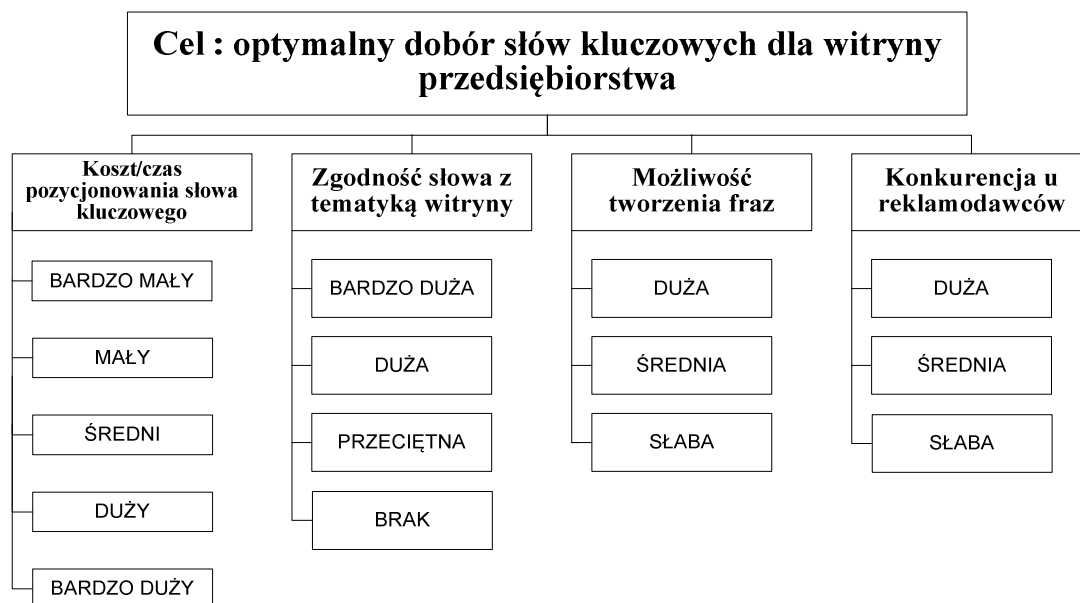 Cel : optymalny dobór słów kluczowych dla witryny
przedsiębiorstwa
Koszt/czas
pozycjonowania słowa
kluczowego
BARDZO MAŁY
MAŁY
ŚREDNI
DUŻY
BARDZO DUŻY
Zgodność słowa z
tematyką witryny
BARDZO DUŻA
DUŻA
PRZECIĘTNA
BRAK
Możliwość
tworzenia fraz
DUŻA
ŚREDNIA
SŁABA
Konkurencja u
reklamodawców
DUŻA
ŚREDNIA
SŁABA